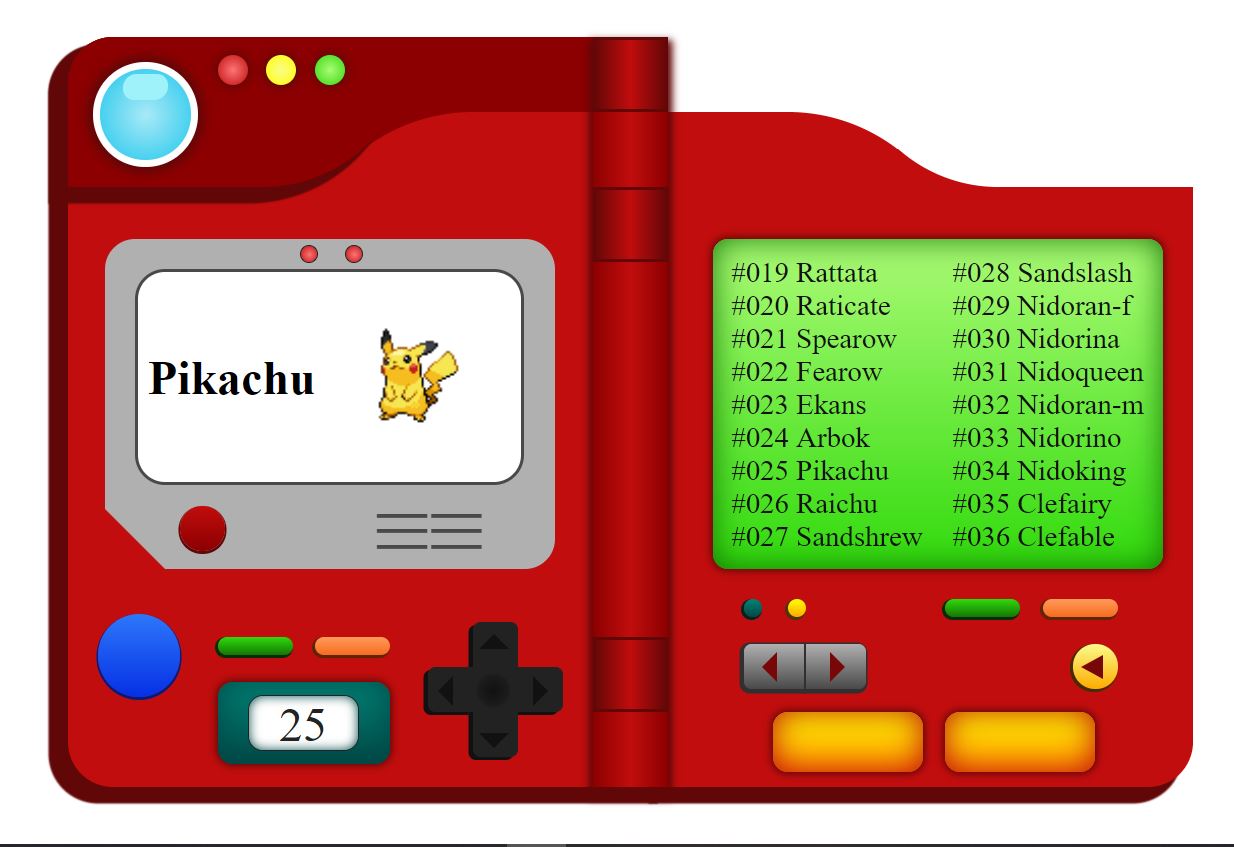 Pikachu
25
#019 Rattata
#020 Raticate
#021 Spearow
#022 Fearow
#023 Ekans
#024 Arbok
#025 Pikachu
#026 Raichu
#027 Sandshrew
#028 Sandslash
#029 Nidoran-f
#030 Nidorina
#031 Nidoqueen
#032 Nidoran-m
#033 Nidorino
#034 Nidoking
#035 Clefairy
#036 Clefable